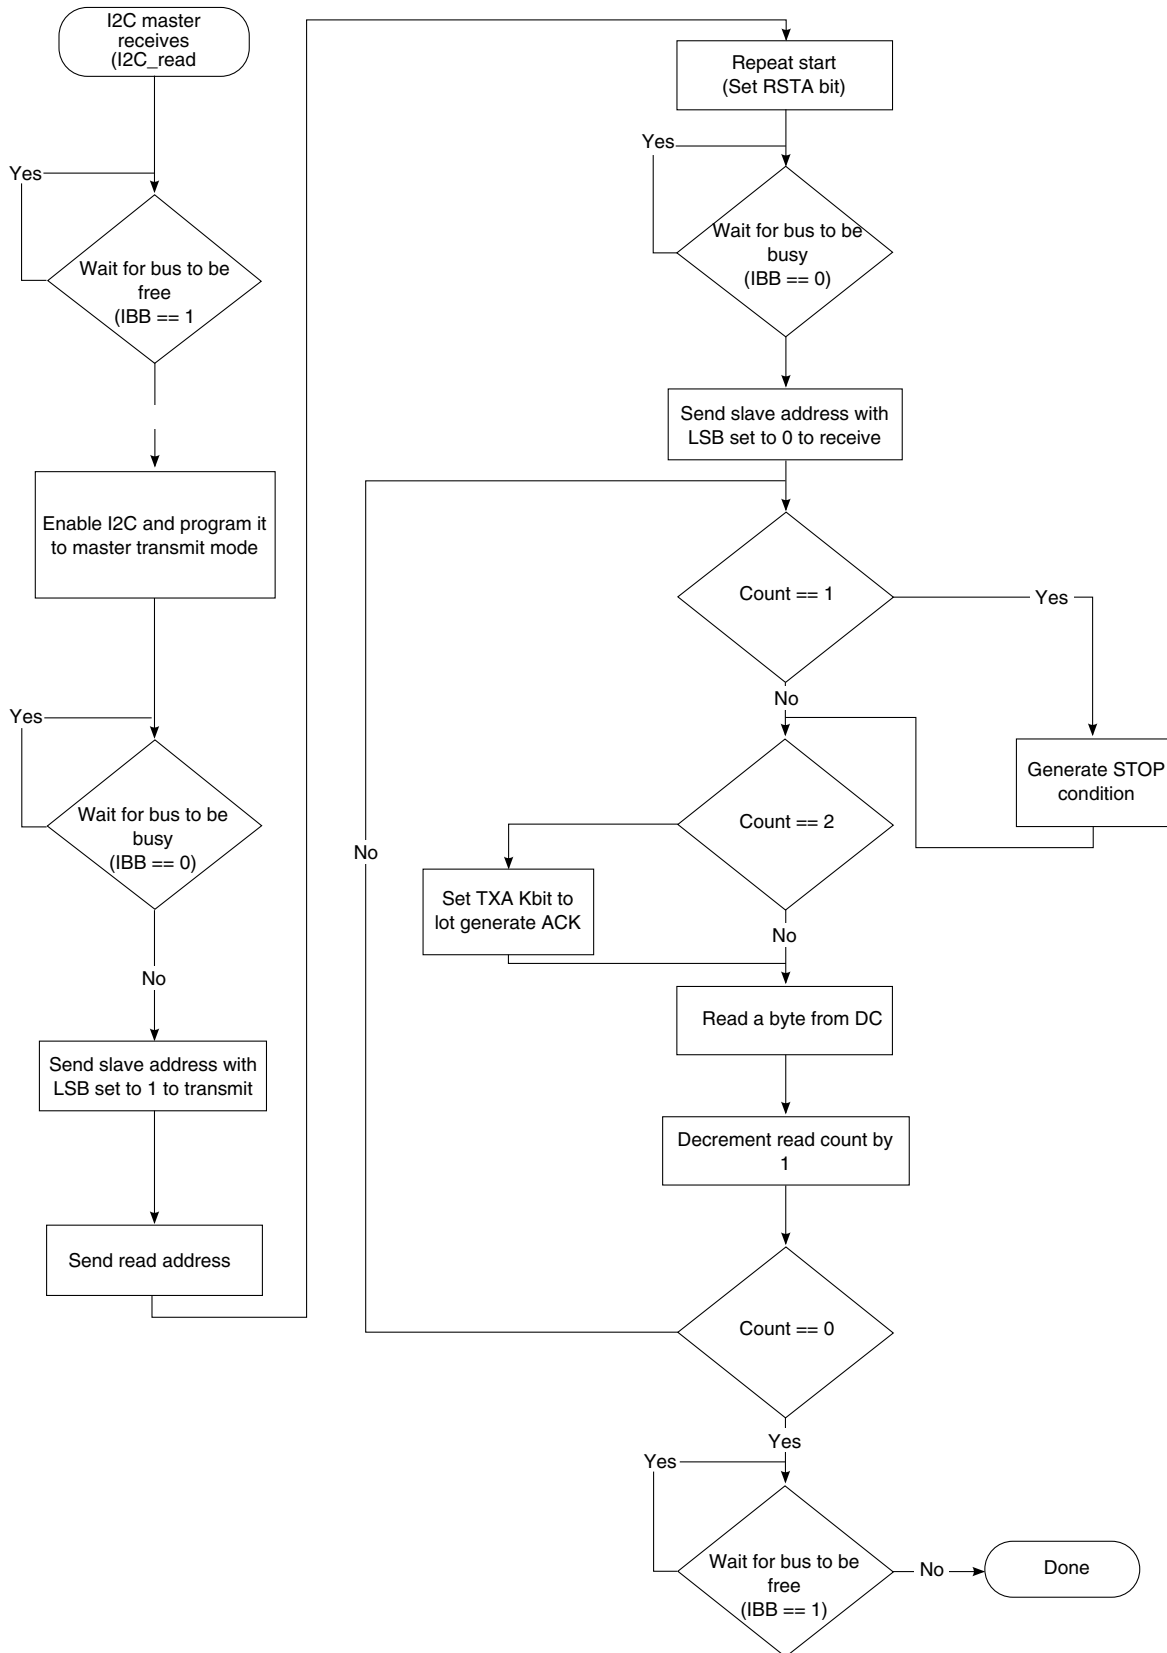 I2C master
receives
(I2C_read
Yes
Wait for bus to be
free
(IBB == 1
Enable I2C and program it
to master transmit mode
Yes
Wait for bus to be
busy
(IBB == 0)
No
Send slave address with
LSB set to 1 to transmit
Send read address
Repeat start
(Set RSTA bit)
Yes
Wait for bus to be
busy
(IBB == 0)
Send slave address with
LSB set to 0 to receive
Count == 1
Yes
No
Generate STOP
condition
Count == 2
No
Set TXA Kbit to
lot generate ACK
No
Read a byte from DC
Decrement read count by
1
Count == 0
Yes
Yes
Wait for bus to be
free
(IBB == 1)
No
Done